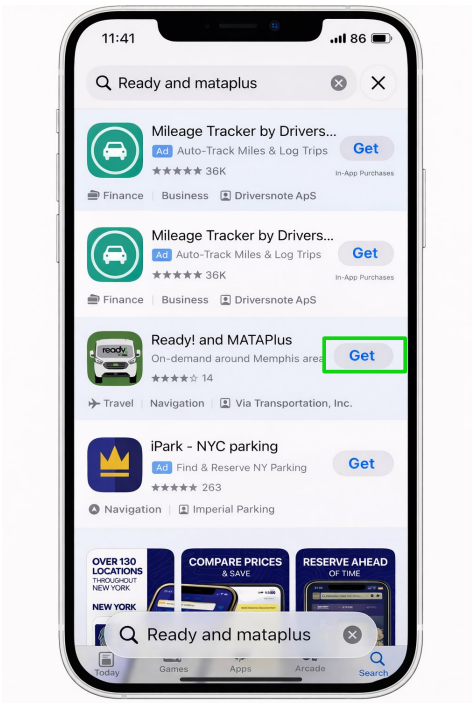 11:41
86
Ready and mataplus
Mileage Tracker by Drivers...
Ad Auto-Track Miles & Log Trips
Get
★★★★★ 36K
In-App Purchases
Finance Business Driversnote ApS
Mileage Tracker by Drivers...
Ad Auto-Track Miles & Log Trips
Get
★★★★★ 36K
In-App Purchases
Finance Business Driversnote ApS
ready
Ready! and MATAPlus
On-demand around Memphis area
Get
★★★★☆ 14
Travel Navigation Via Transportation, Inc.
iPark - NYC parking
Ad Find & Reserve NY Parking
Get
★★★★★ 263
Navigation Imperial Parking
OVER 130
LOCATIONS
THROUGHOUT
NEW YORK
NEW YORK
COMPARE PRICES
& SAVE
RESERVE AHEAD
OF TIME
Ready and mataplus
Today
Games
Apps
Arcade
Search